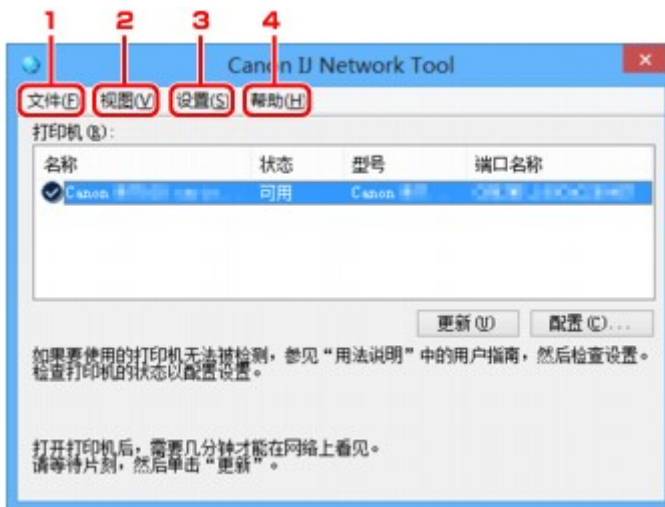 1 2 3 4
Canon IJ Network Tool
文件(F) 视图(V) 设置(S) 帮助(H)
打印机(R):
名称 状态 型号 端口名称
Canon 可用 Canon
更新(U) 配置(C)...
如果要使用的打印机无法被检测，参见“用法说明”中的用户指南，然后检查设置。
检查打印机的状态以配置设置。
打开打印机后，需要几分钟才能在网络上看见。
请等待片刻，然后单击“更新”。